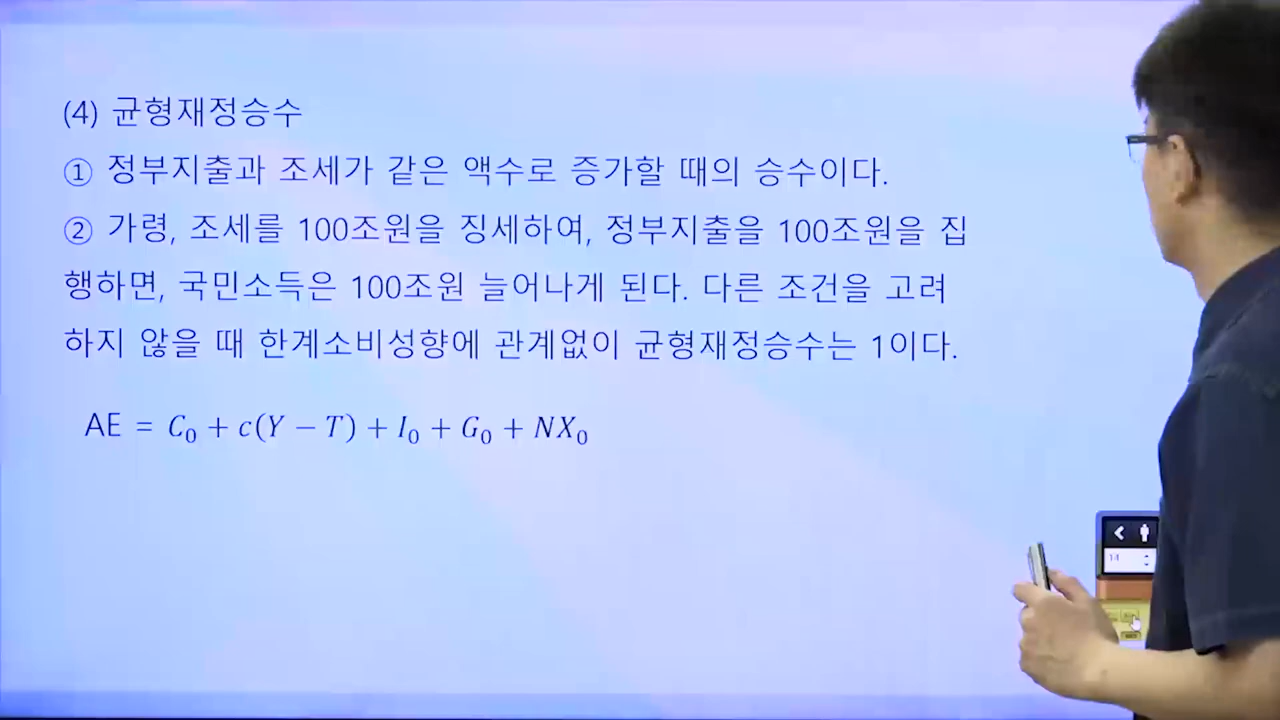 (4) 균형재정승수
① 정부지출과 조세가 같은 액수로 증가할 때의 승수이다.
② 가령, 조세를 100조원을 징세하여, 정부지출을 100조원을 집
행하면, 국민소득은 100조원 늘어나게 된다. 다른 조건을 고려
하지 않을 때 한계소비성향에 관계없이 균형재정승수는 1이다.
AE = C₀ + c(Y − T) + I₀ + G₀ + NX₀
14